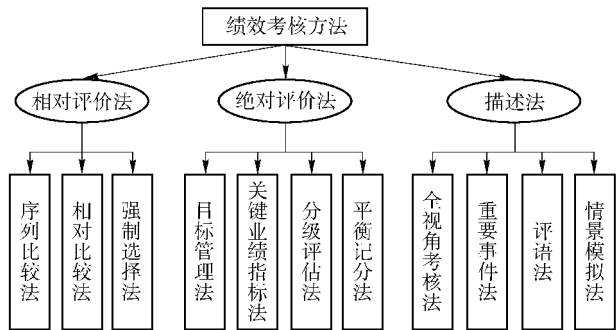 绩效考核方法
相对评价法
绝对评价法
描述法
序列比较法
相对比较法
强制选择法
目标管理法
关键业绩指标法
分级评估法
平衡记分法
全视角考核法
重要事件法
评语法
情景模拟法